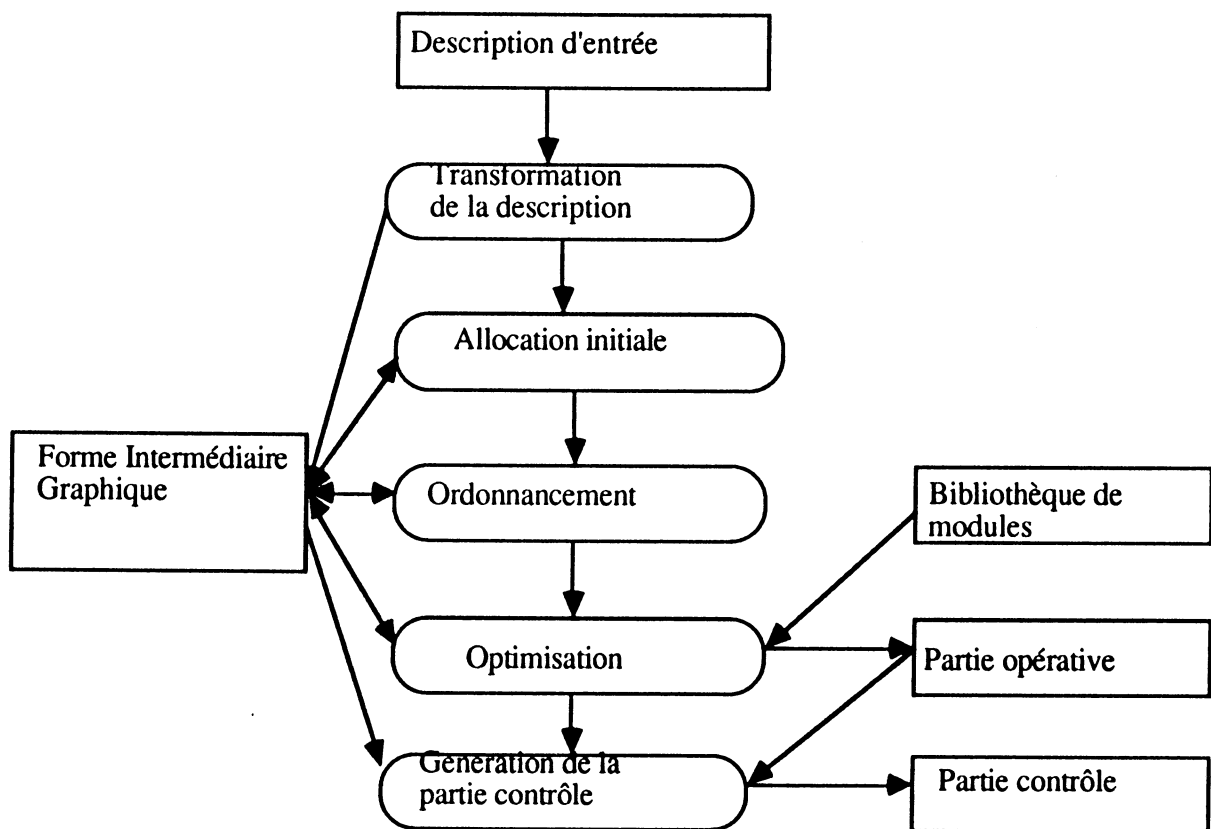 Description d'entrée
Transformation
de la description
Allocation initiale
Forme Intermédiaire
Graphique
Ordonnancement
Bibliothèque de
modules
Optimisation
Partie opérative
Génération de la
partie contrôle
Partie contrôle